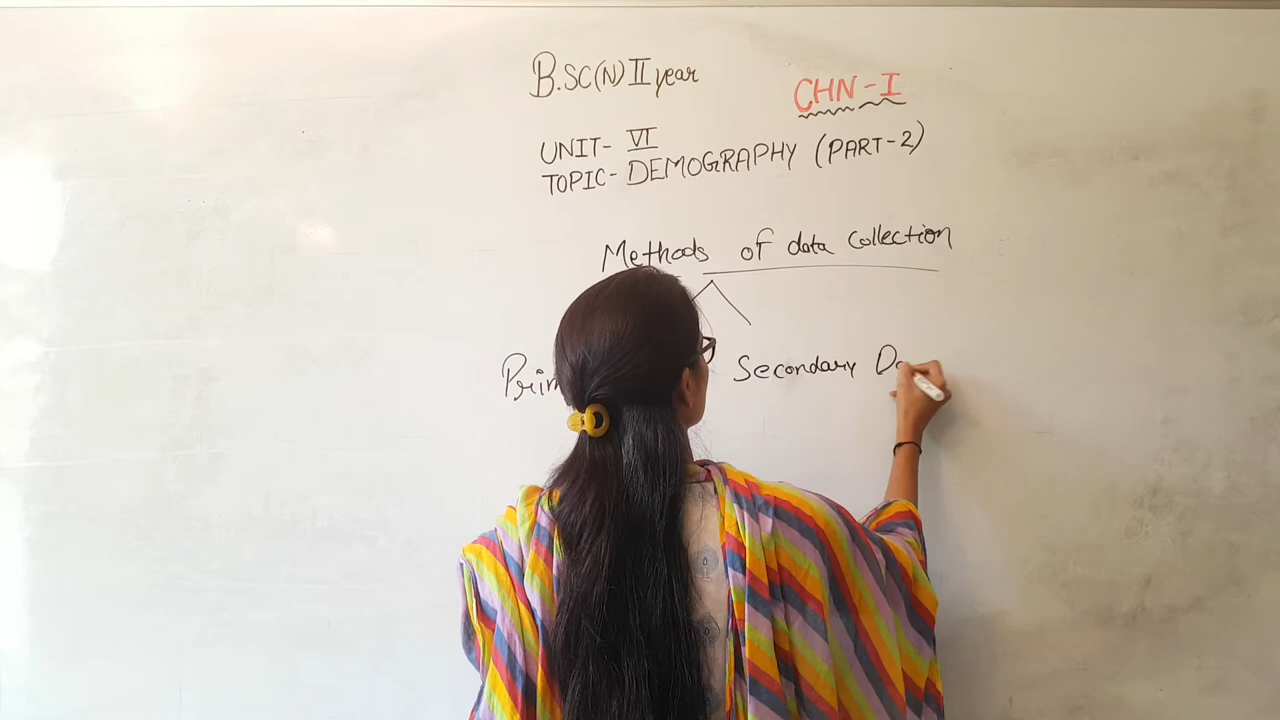 B.SC(N) II year
CHN-I
UNIT- VI
TOPIC- DEMOGRAPHY (PART-2)
Methods of data collection
Secondary